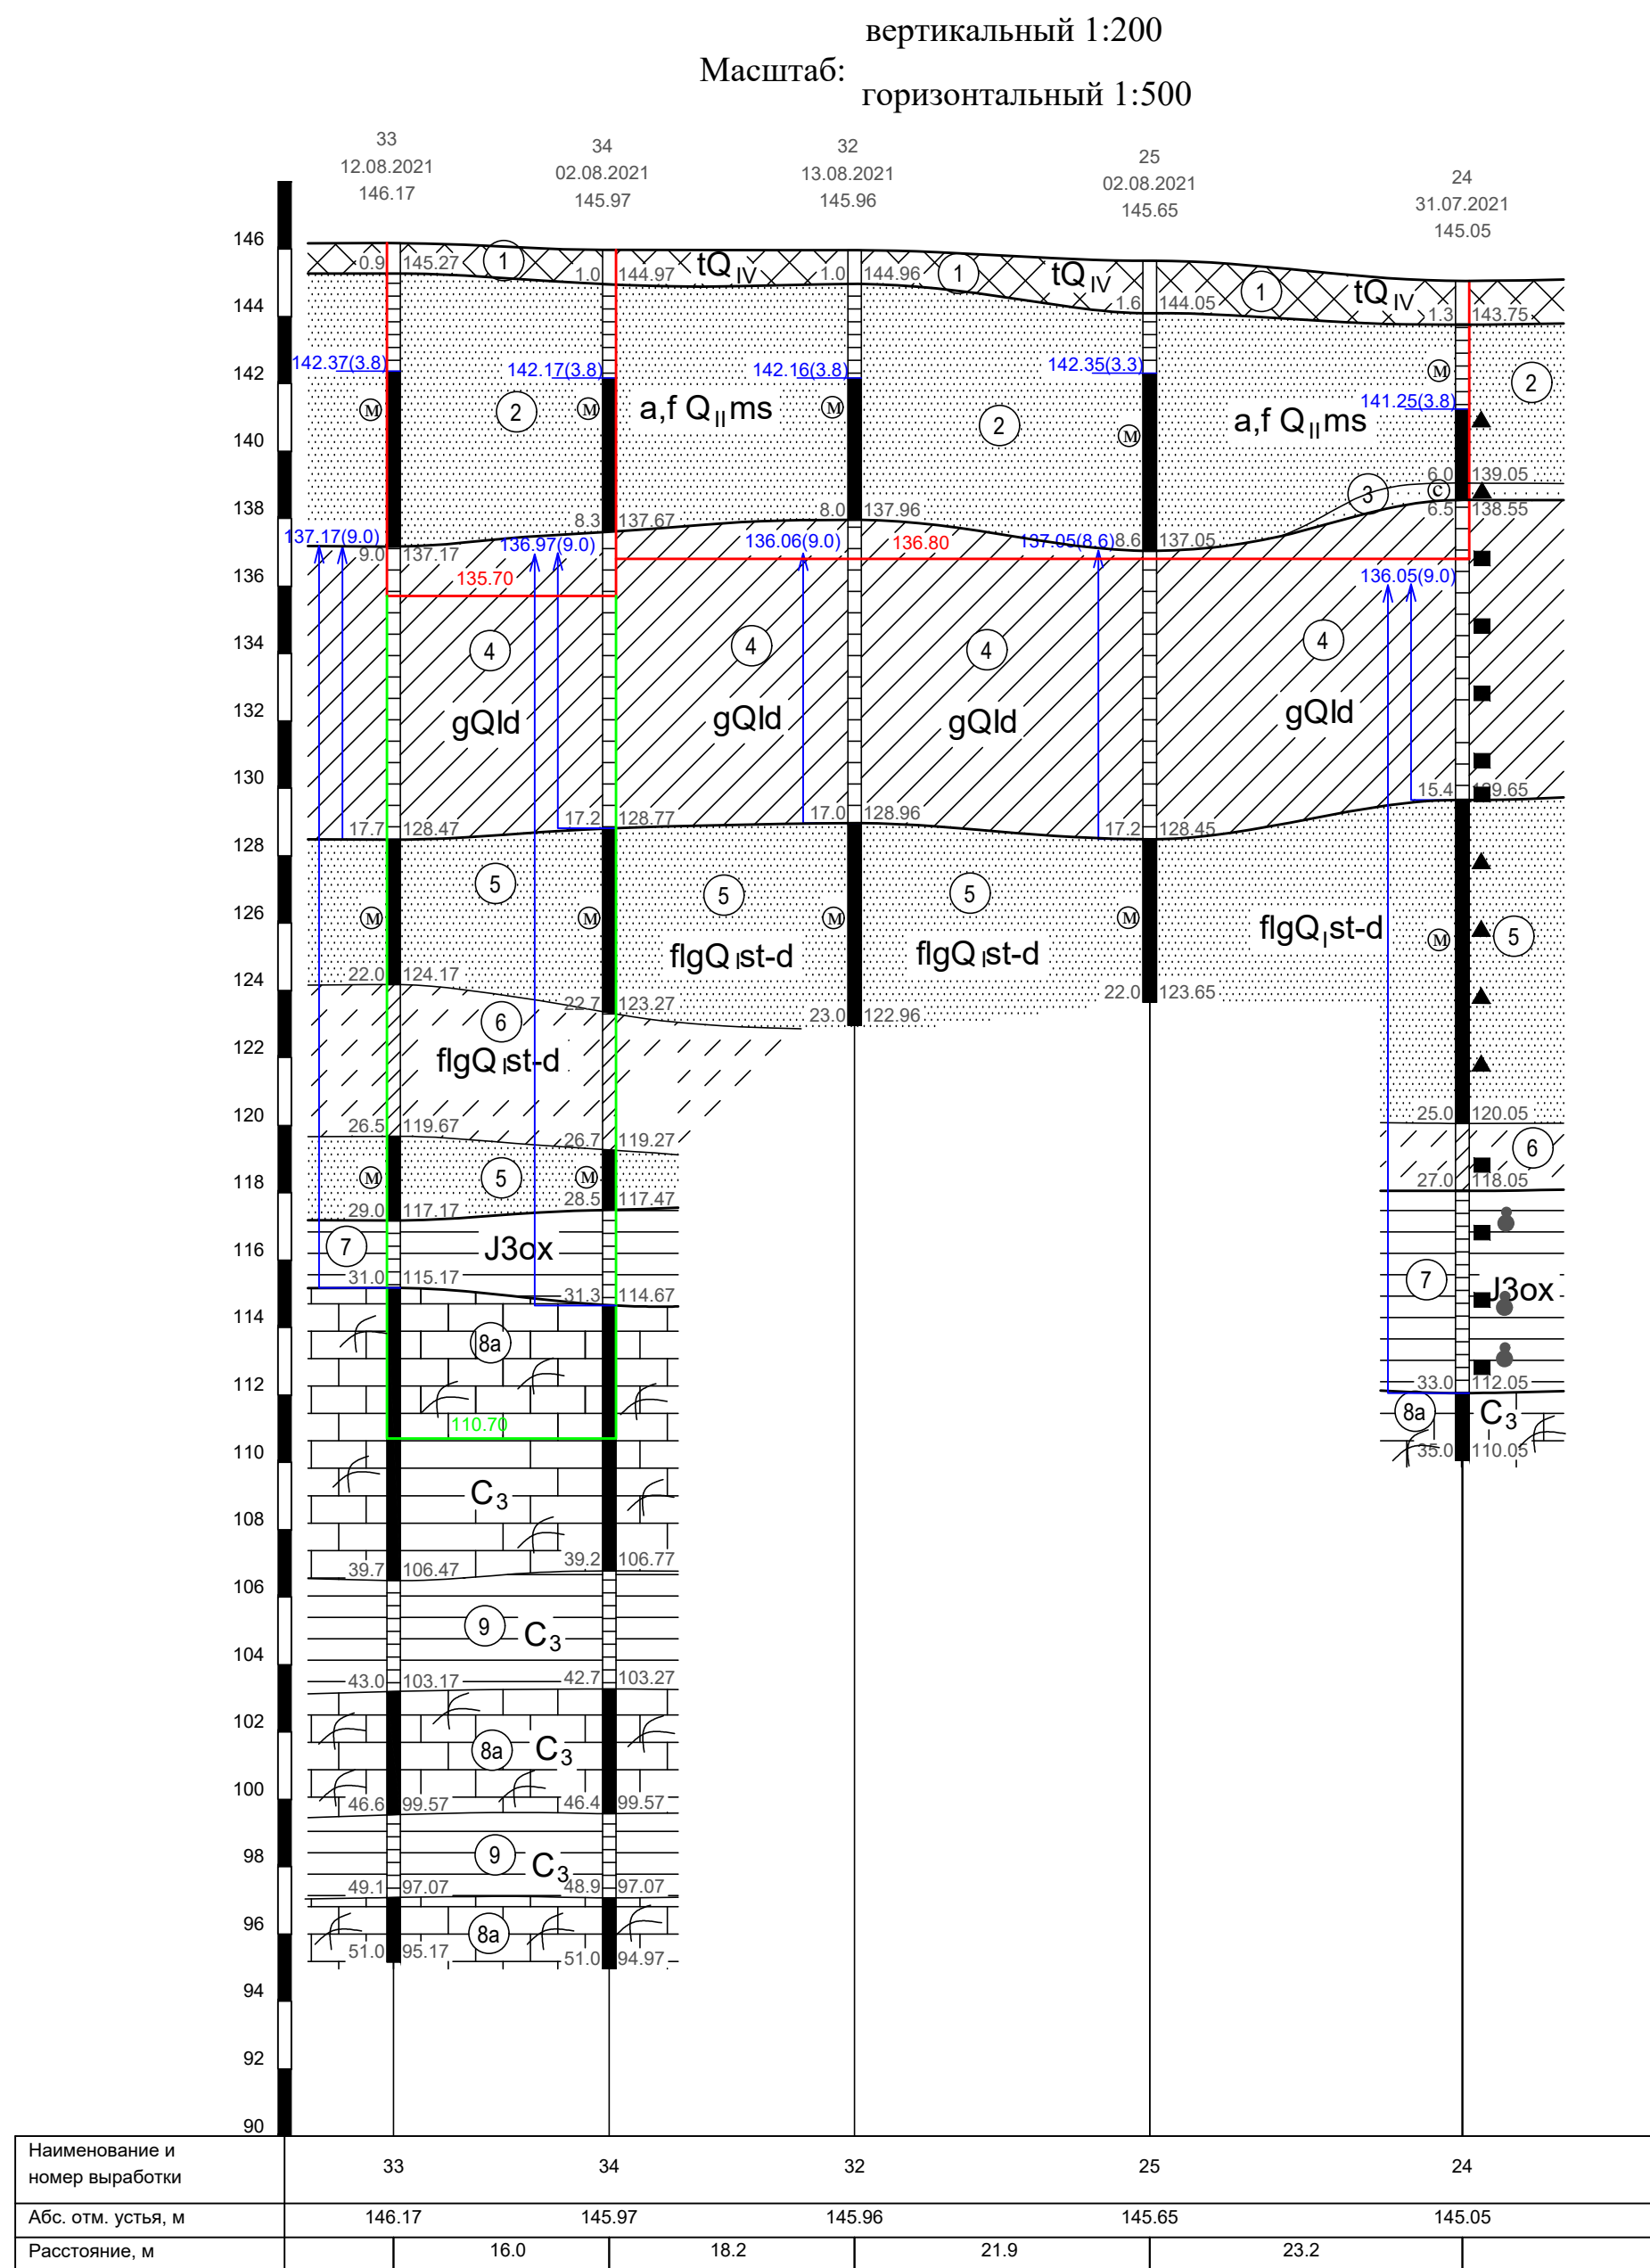 вертикальный 1:200
Масштаб:
горизонтальный 1:500
33
12.08.2021
146.17
34
02.08.2021
145.97
32
13.08.2021
145.96
25
02.08.2021
145.65
24
31.07.2021
145.05
146
0.9 145.27 1 1.0 144.97 tQIV 1.0 144.96 1 tQIV 1.6 144.05 1 tQIV 1.3 143.75
144
142.37(3.8) 142.17(3.8) 142.16(3.8) 142.35(3.3) М
142
М 2 М a,f QIIms М 2 М a,f QIIms 141.25(3.8) 2
140
6.0 139.05
3 с
138
8.3 137.67 8.0 137.96 6.5 138.55
137.17(9.0) 9.0 137.17 136.97(9.0) 136.06(9.0) 136.80 137.05(8.6) 8.6 137.05
136
135.70 136.05(9.0)
134
4 4 4 4
132
gQId gQId gQId gQId
130
15.4 129.65
17.7 128.47 17.2 128.77 17.0 128.96 17.2 128.45
128
5 5 5
126
М М М М М 5
flgQIst-d flgQIst-d flgQIst-d
124
22.0 124.17 22.7 123.27 23.0 122.96 22.0 123.65
6
122
flgQIst-d
120
26.5 119.67 26.7 119.27 25.0 120.05
6
118
М 5 М 27.0 118.05
29.0 117.17 28.5 117.47
116
7 J3ox 7 J3ox
31.0 115.17 31.3 114.67
114
8а
112
33.0 112.05
110.70 8а C3
110
35.0 110.05
C3
108
39.7 106.47 39.2 106.77
106
9 C3
104
43.0 103.17 42.7 103.27
102
8а C3
100
46.6 99.57 46.4 99.57
98
9 C3
49.1 97.07 48.9 97.07
96
8а
51.0 95.17 51.0 94.97
94
92
90
Наименование и
номер выработки
33 34 32 25 24
Абс. отм. устья, м 146.17 145.97 145.96 145.65 145.05
Расстояние, м 16.0 18.2 21.9 23.2